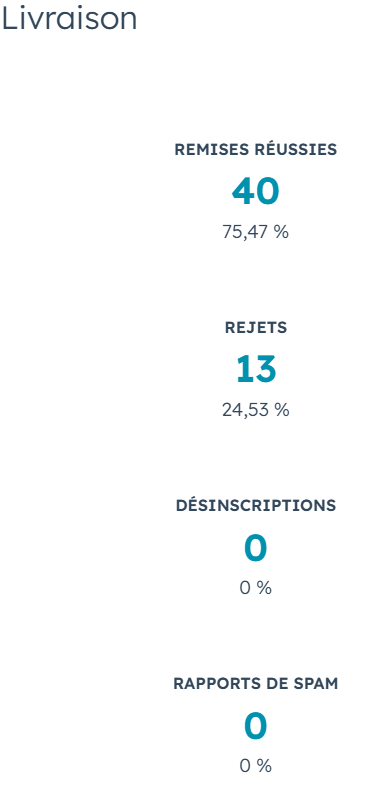 Livraison
REMISES RÉUSSIES
40
75,47 %
REJETS
13
24,53 %
DÉSINSCRIPTIONS
0
0 %
RAPPORTS DE SPAM
0
0 %